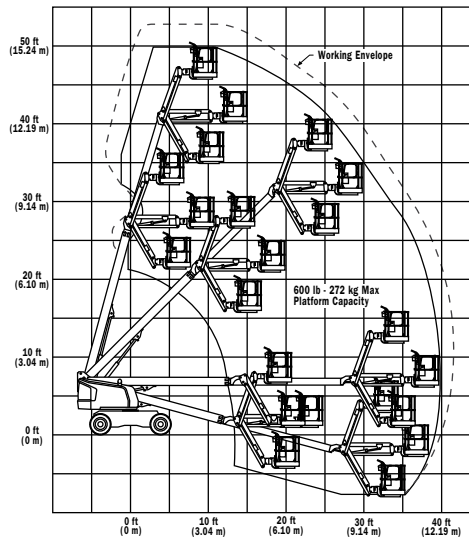 50 ft
(15.24 m)
Working Envelope
40 ft
(12.19 m)
30 ft
(9.14 m)
20 ft
(6.10 m)
600 lb - 272 kg Max
Platform Capacity
10 ft
(3.04 m)
0 ft
(0 m)
0 ft
(0 m)
10 ft
(3.04 m)
20 ft
(6.10 m)
30 ft
(9.14 m)
40 ft
(12.19 m)